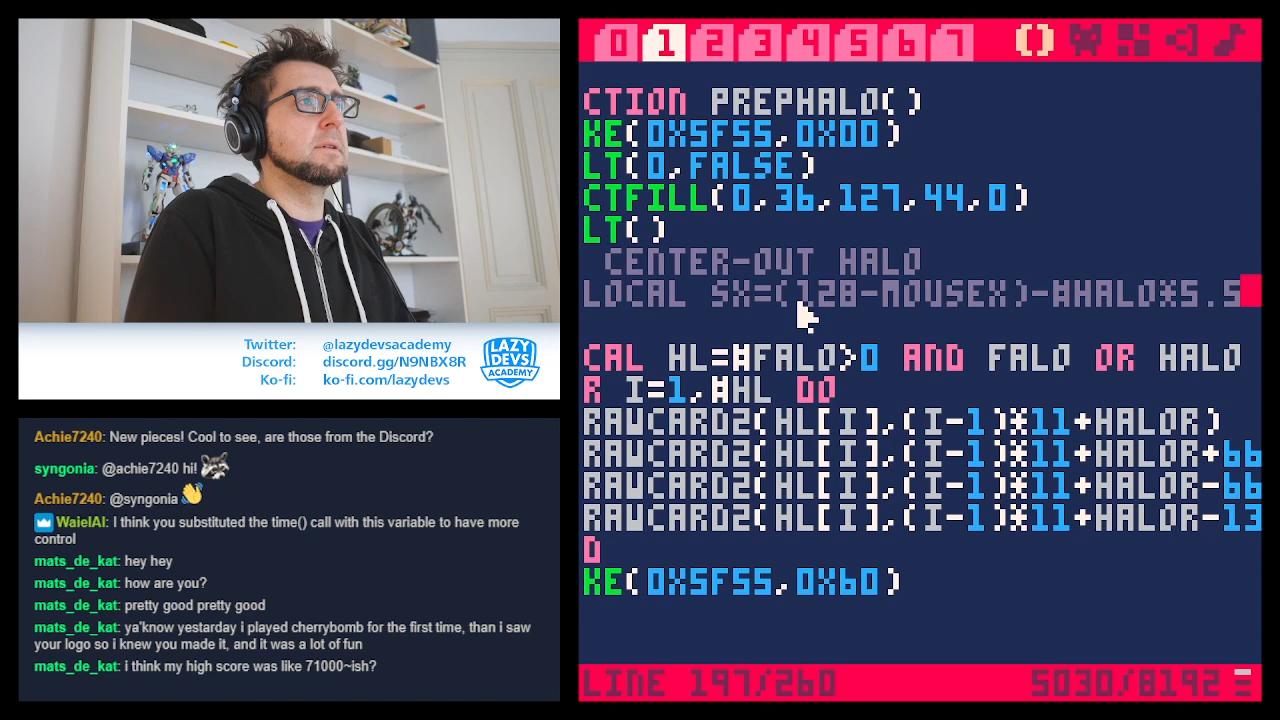 0 1 2 3 4 5 6 7 ()
CTION PREPHALO()
KE(0X5F55,0X00)
LT(0,FALSE)
CTFILL(0,36,127,44,0)
LT()
CENTER-OUT HALO
LOCAL SX=(128-MOUSEX)-#HALO*5.5
CAL HL=#FALO>0 AND FALO OR HALO
R I=1,#HL DO
RAWCARD2(HL[I],(I-1)*11+HALOR)
RAWCARD2(HL[I],(I-1)*11+HALOR+66
RAWCARD2(HL[I],(I-1)*11+HALOR-66
RAWCARD2(HL[I],(I-1)*11+HALOR-13
D
KE(0X5F55,0X60)
LINE 197/260 5030/8192
Twitter: @lazydevsacademy
Discord: discord.gg/N9NBX8R
Ko-fi: ko-fi.com/lazydevs
LAZY
DEVS
ACADEMY
Achie7240: New pieces! Cool to see, are those from the Discord?
syngonia: @achie7240 hi!
Achie7240: @syngonia
WaielAl: I think you substituted the time() call with this variable to have more
control
mats_de_kat: hey hey
mats_de_kat: how are you?
mats_de_kat: pretty good pretty good
mats_de_kat: ya'know yestarday i played cherrybomb for the first time, than i saw
your logo so i knew you made it, and it was a lot of fun
mats_de_kat: i think my high score was like 71000~ish?